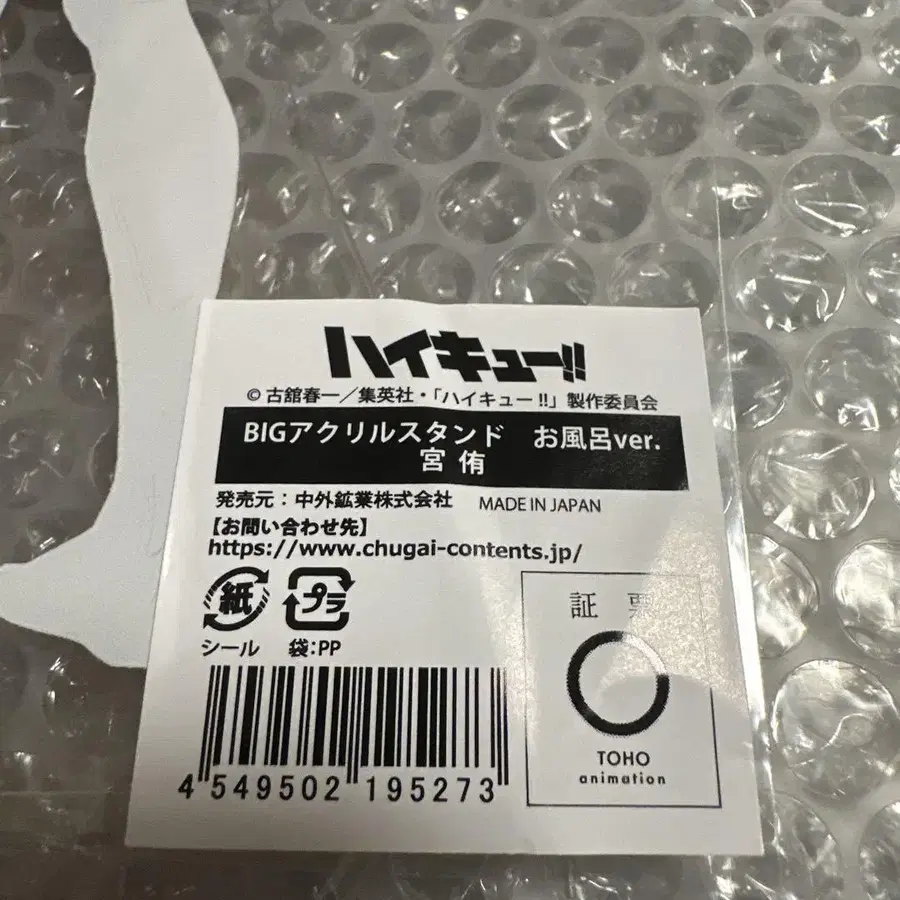 ハイキュー!!
© 古舘春一／集英社・「ハイキュー!!」製作委員会
BIGアクリルスタンド　お風呂ver.
宮 侑
発売元：中外鉱業株式会社　MADE IN JAPAN
【お問い合わせ先】
https://www.chugai-contents.jp/
紙 プラ
シール 袋:PP
証 票
TOHO
animation
4 549502 195273